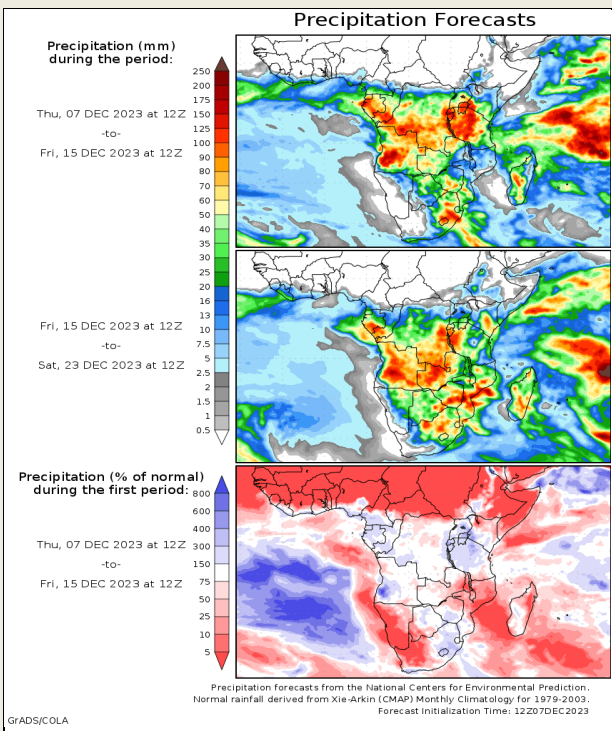 Precipitation Forecasts
Precipitation (mm)
during the period:
Thu, 07 DEC 2023 at 12Z
-to-
Fri, 15 DEC 2023 at 12Z
250
200
175
150
125
100
90
80
70
60
50
40
35
30
25
20
16
13
10
7.5
5
2.5
2
1.5
1
0.5
Fri, 15 DEC 2023 at 12Z
-to-
Sat, 23 DEC 2023 at 12Z
Precipitation (% of normal)
during the first period:
Thu, 07 DEC 2023 at 12Z
-to-
Fri, 15 DEC 2023 at 12Z
800
600
400
300
150
75
50
25
10
5
Precipitation forecasts from the National Centers for Environmental Prediction.
Normal rainfall derived from Xie-Arkin (CMAP) Monthly Climatology for 1979-2003.
Forecast Initialization Time: 12Z07DEC2023
GrADS/COLA